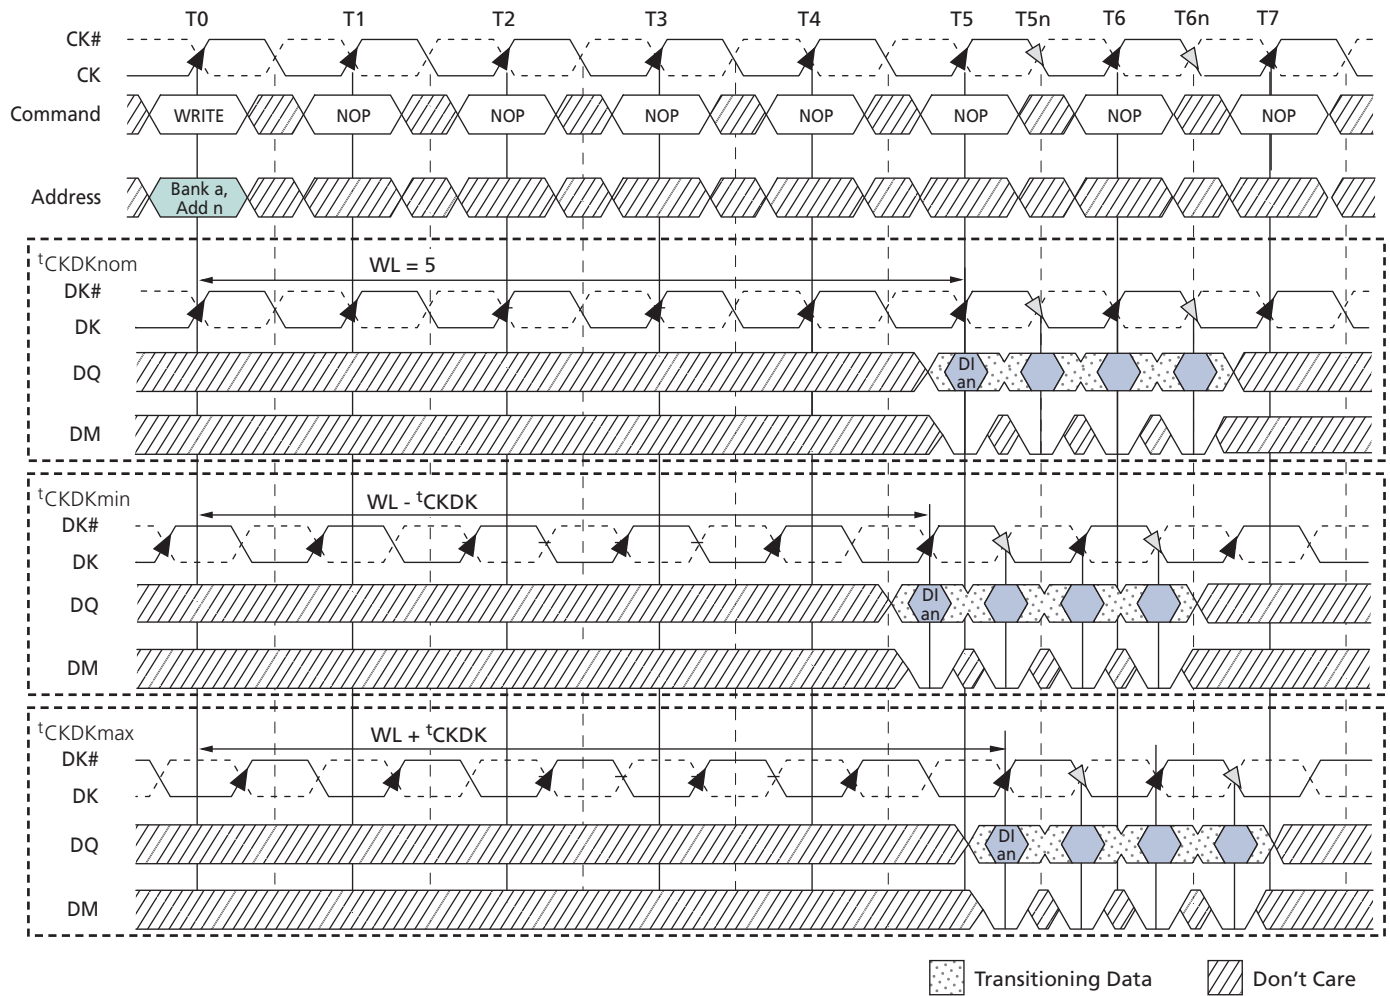 T0 T1 T2 T3 T4 T5 T5n T6 T6n T7
CK#
CK
Command WRITE NOP NOP NOP NOP NOP NOP NOP
Address Bank a,
Add n
tCKDKnom
WL = 5
DK#
DK
DQ DI
an
DM
tCKDKmin
WL - tCKDK
DK#
DK
DQ DI
an
DM
tCKDKmax
WL + tCKDK
DK#
DK
DQ DI
an
DM
Transitioning Data Don't Care